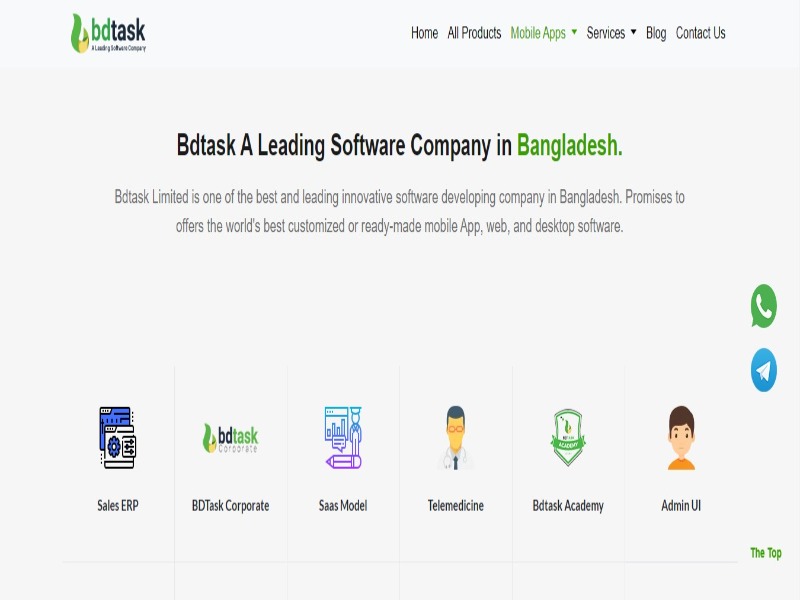 bdtask
A Leading Software Company
Home All Products Mobile Apps Services Blog Contact Us
Bdtask A Leading Software Company in Bangladesh.
Bdtask Limited is one of the best and leading innovative software developing company in Bangladesh. Promises to
offers the world's best customized or ready-made mobile App, web, and desktop software.
bdtask
Corporate
ACADEMY
Sales ERP BDTask Corporate Saas Model Telemedicine Bdtask Academy Admin UI
The Top